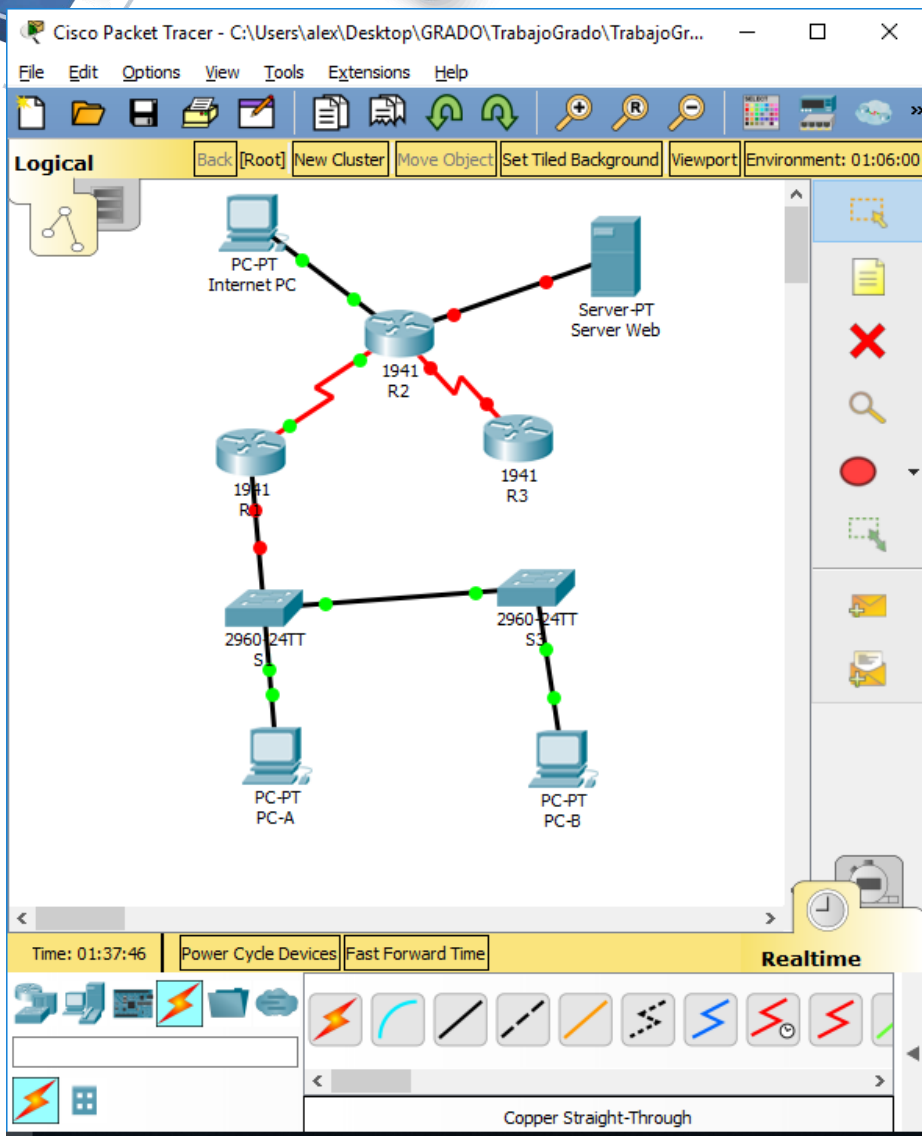 Cisco Packet Tracer - C:\Users\alex\Desktop\GRADO\TrabajoGrado\TrabajoGr...
File Edit Options View Tools Extensions Help
SELECT
Logical Back [Root] New Cluster Move Object Set Tiled Background Viewport Environment: 01:06:00
PC-PT
Internet PC
Server-PT
Server Web
1941
R2
1941
R1
1941
R3
2960-24TT
S1
2960-24TT
S3
PC-PT
PC-A
PC-PT
PC-B
Time: 01:37:46 Power Cycle Devices Fast Forward Time Realtime
Copper Straight-Through